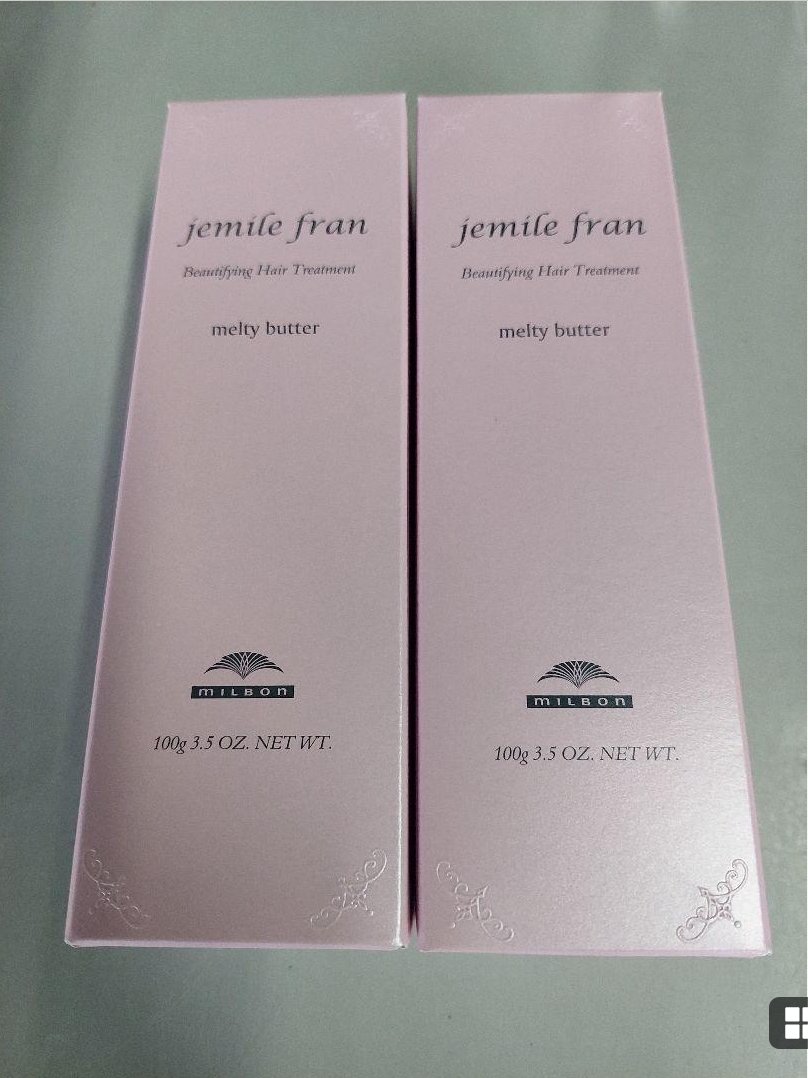 jemile fran
Beautifying Hair Treatment
melty butter
MILBON
100g 3.5 OZ. NET WT.
jemile fran
Beautifying Hair Treatment
melty butter
MILBON
100g 3.5 OZ. NET WT.